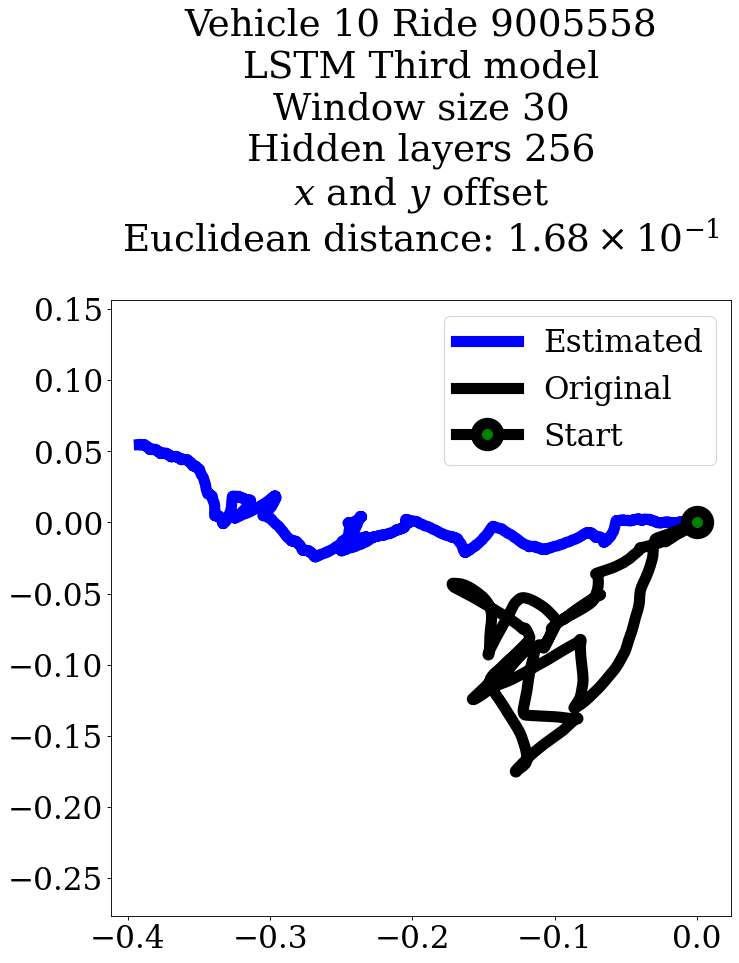 Vehicle 10 Ride 9005558
LSTM Third model
Window size 30
Hidden layers 256
x and y offset
Euclidean distance: 1.68 × 10⁻¹
Estimated
Original
Start
0.15
0.10
0.05
0.00
−0.05
−0.10
−0.15
−0.20
−0.25
−0.4 −0.3 −0.2 −0.1 0.0